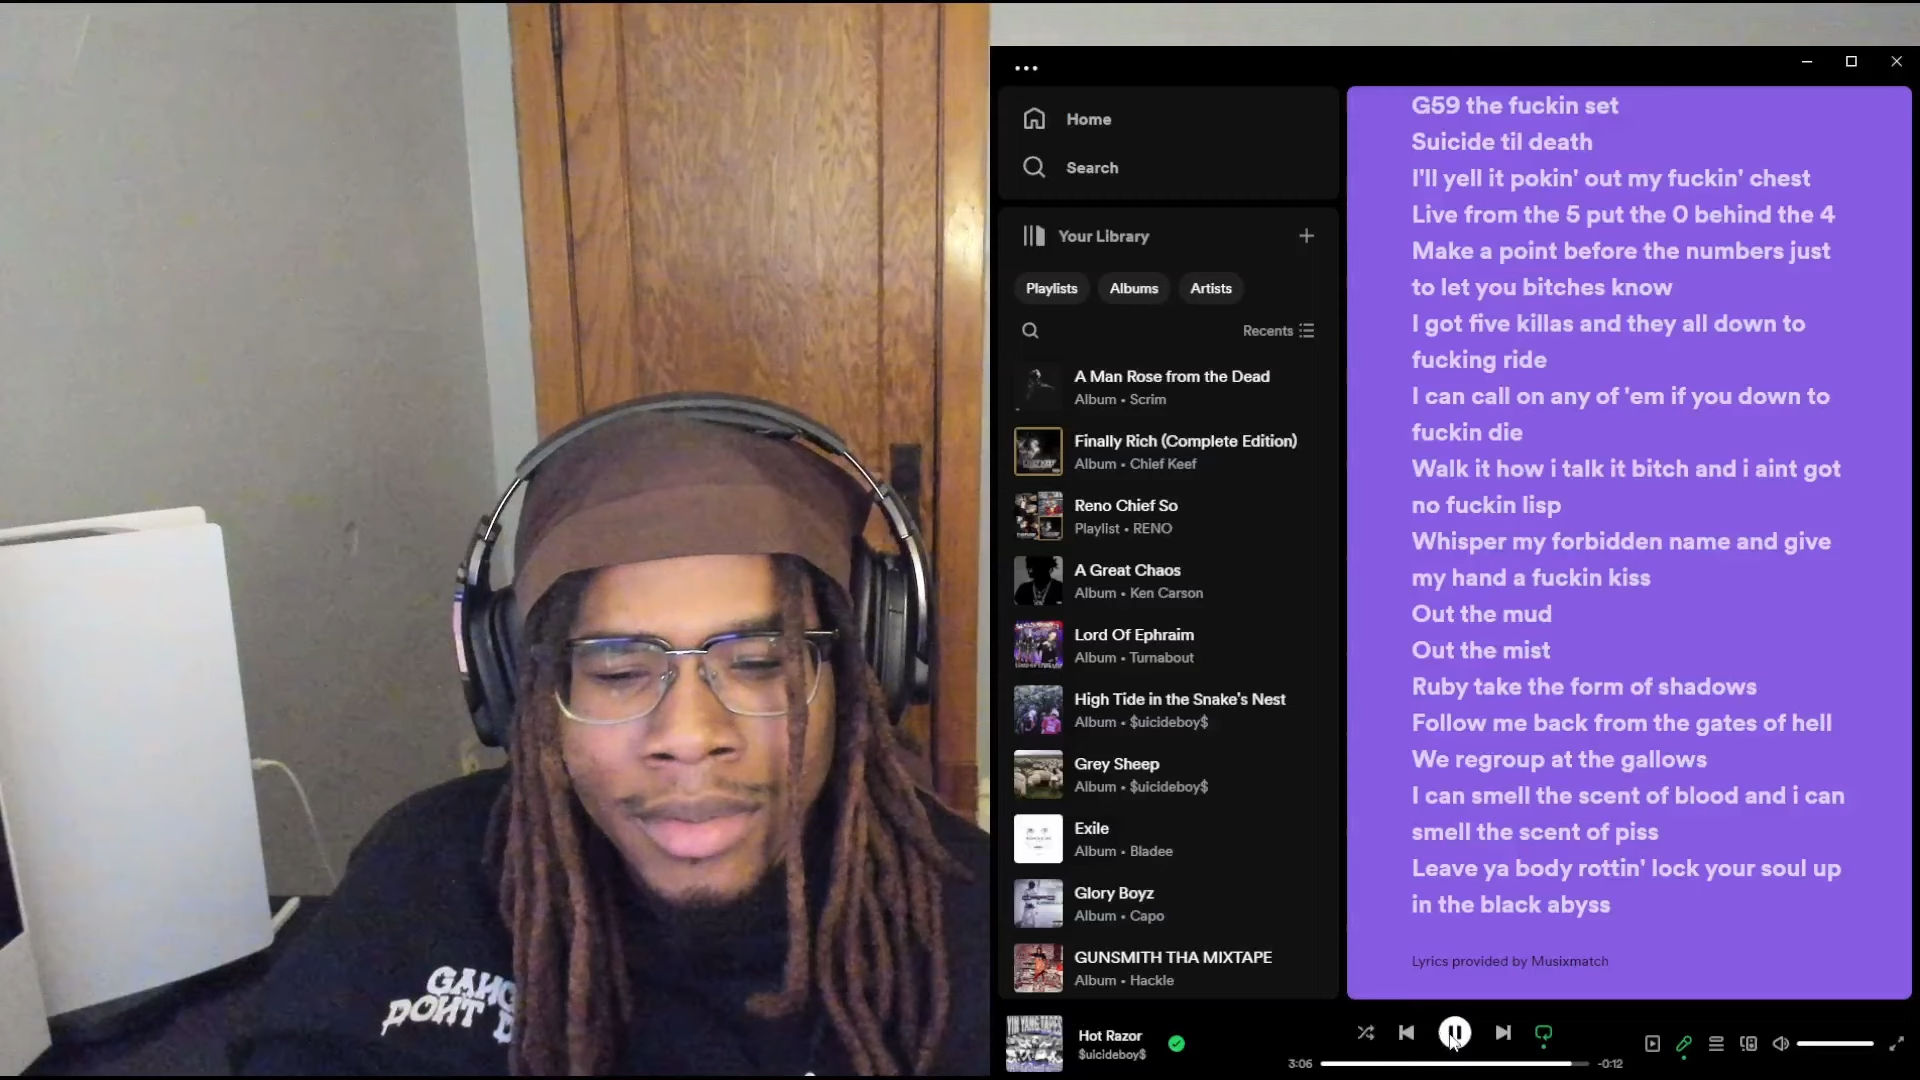 Home
Search
Your Library
Playlists
Albums
Artists
Recents
A Man Rose from the Dead
Album • Scrim
Finally Rich (Complete Edition)
Album • Chief Keef
Reno Chief So
Playlist • RENO
A Great Chaos
Album • Ken Carson
Lord Of Ephraim
Album • Turnabout
High Tide in the Snake's Nest
Album • $uicideboy$
Grey Sheep
Album • $uicideboy$
Exile
Album • Bladee
Glory Boyz
Album • Capo
GUNSMITH THA MIXTAPE
Album • Hackle
G59 the fuckin set
Suicide til death
I'll yell it pokin' out my fuckin' chest
Live from the 5 put the 0 behind the 4
Make a point before the numbers just
to let you bitches know
I got five killas and they all down to
fucking ride
I can call on any of 'em if you down to
fuckin die
Walk it how i talk it bitch and i aint got
no fuckin lisp
Whisper my forbidden name and give
my hand a fuckin kiss
Out the mud
Out the mist
Ruby take the form of shadows
Follow me back from the gates of hell
We regroup at the gallows
I can smell the scent of blood and i can
smell the scent of piss
Leave ya body rottin' lock your soul up
in the black abyss
Lyrics provided by Musixmatch
YIN YANG TAPES
Hot Razor
$uicideboy$
3:06
-0:12
DONT